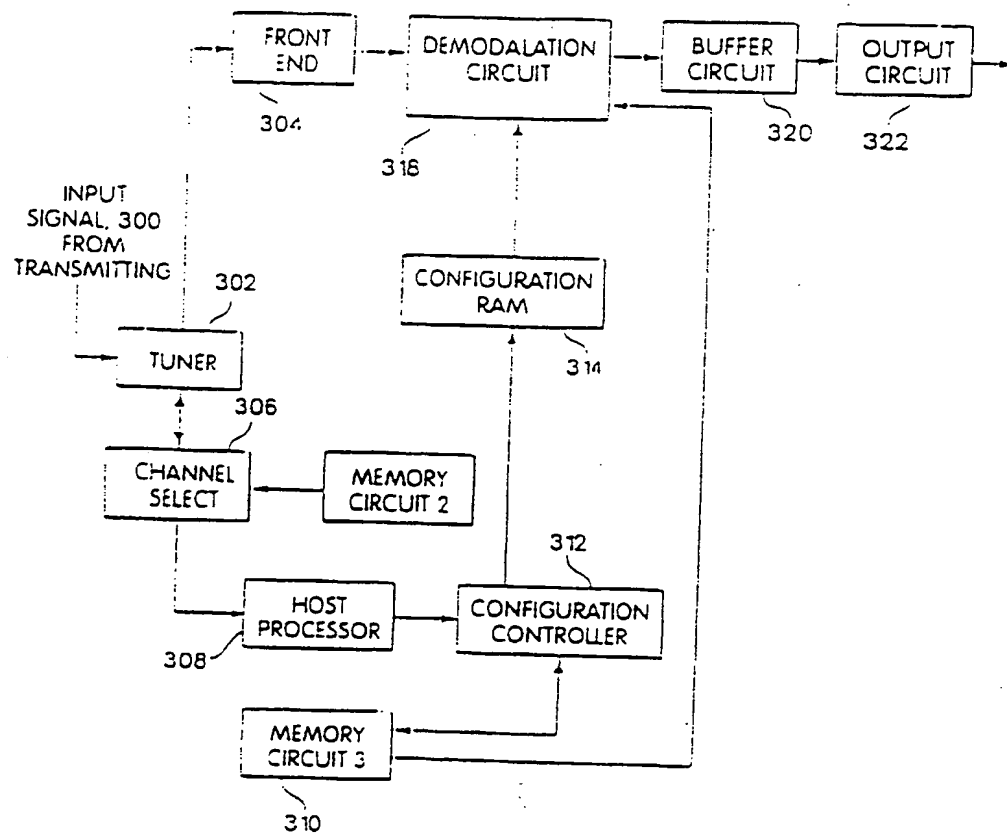 FRONT
END
304
DEMODALATION
CIRCUIT
318
BUFFER
CIRCUIT
320
OUTPUT
CIRCUIT
322
INPUT
SIGNAL, 300
FROM
TRANSMITTING
302
TUNER
CONFIGURATION
RAM
314
306
CHANNEL
SELECT
MEMORY
CIRCUIT 2
312
HOST
PROCESSOR
308
CONFIGURATION
CONTROLLER
MEMORY
CIRCUIT 3
310